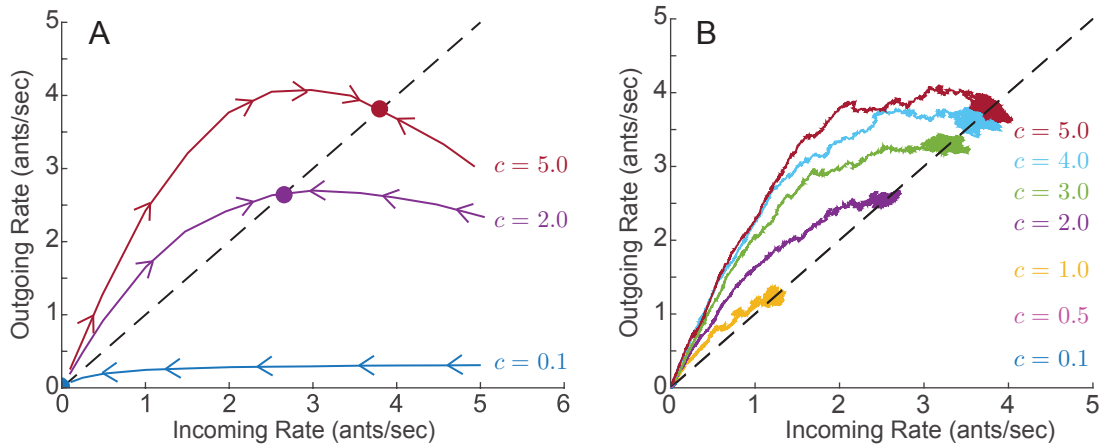 A
Outgoing Rate (ants/sec)
5
4
3
2
1
0
0 1 2 3 4 5 6
Incoming Rate (ants/sec)
c = 5.0
c = 2.0
c = 0.1
B
Outgoing Rate (ants/sec)
5
4
3
2
1
0
0 1 2 3 4 5
Incoming Rate (ants/sec)
c = 5.0
c = 4.0
c = 3.0
c = 2.0
c = 1.0
c = 0.5
c = 0.1